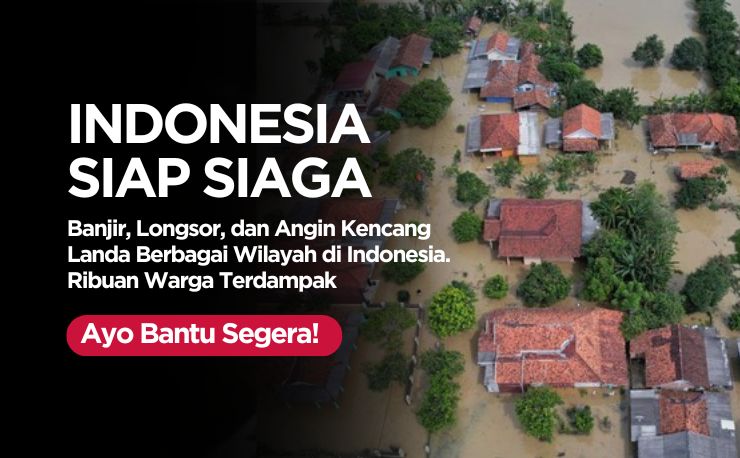 INDONESIA
SIAP SIAGA
Banjir, Longsor, dan Angin Kencang
Landa Berbagai Wilayah di Indonesia.
Ribuan Warga Terdampak
Ayo Bantu Segera!